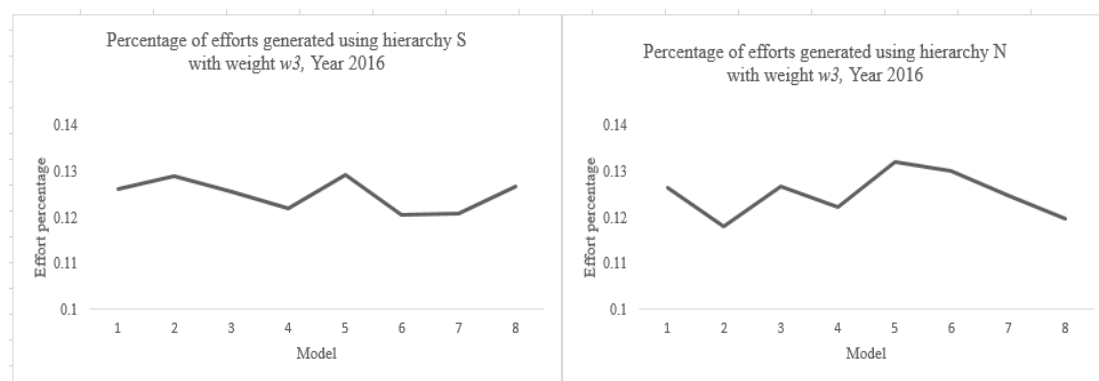 Percentage of efforts generated using hierarchy S
with weight w3, Year 2016
Effort percentage
0.14
0.13
0.12
0.11
0.1
1 2 3 4 5 6 7 8
Model
Percentage of efforts generated using hierarchy N
with weight w3, Year 2016
Effort percentage
0.14
0.13
0.12
0.11
0.1
1 2 3 4 5 6 7 8
Model